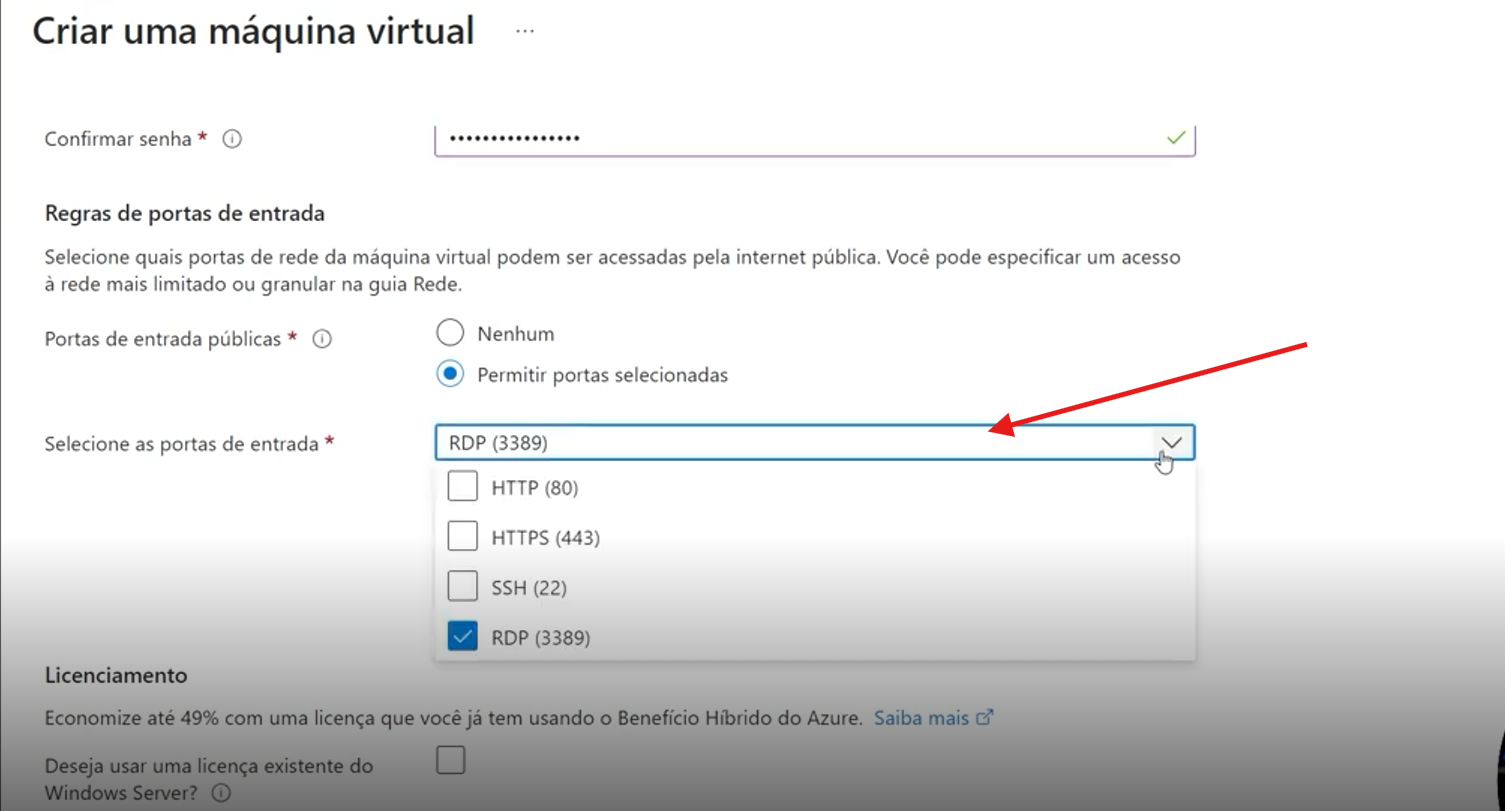 Criar uma máquina virtual ...
Confirmar senha * ••••••••••••••••
Regras de portas de entrada
Selecione quais portas de rede da máquina virtual podem ser acessadas pela internet pública. Você pode especificar um acesso
à rede mais limitado ou granular na guia Rede.
Portas de entrada públicas *
Nenhum
Permitir portas selecionadas
Selecione as portas de entrada *
RDP (3389)
HTTP (80)
HTTPS (443)
SSH (22)
RDP (3389)
Licenciamento
Economize até 49% com uma licença que você já tem usando o Benefício Híbrido do Azure. Saiba mais
Deseja usar uma licença existente do
Windows Server?